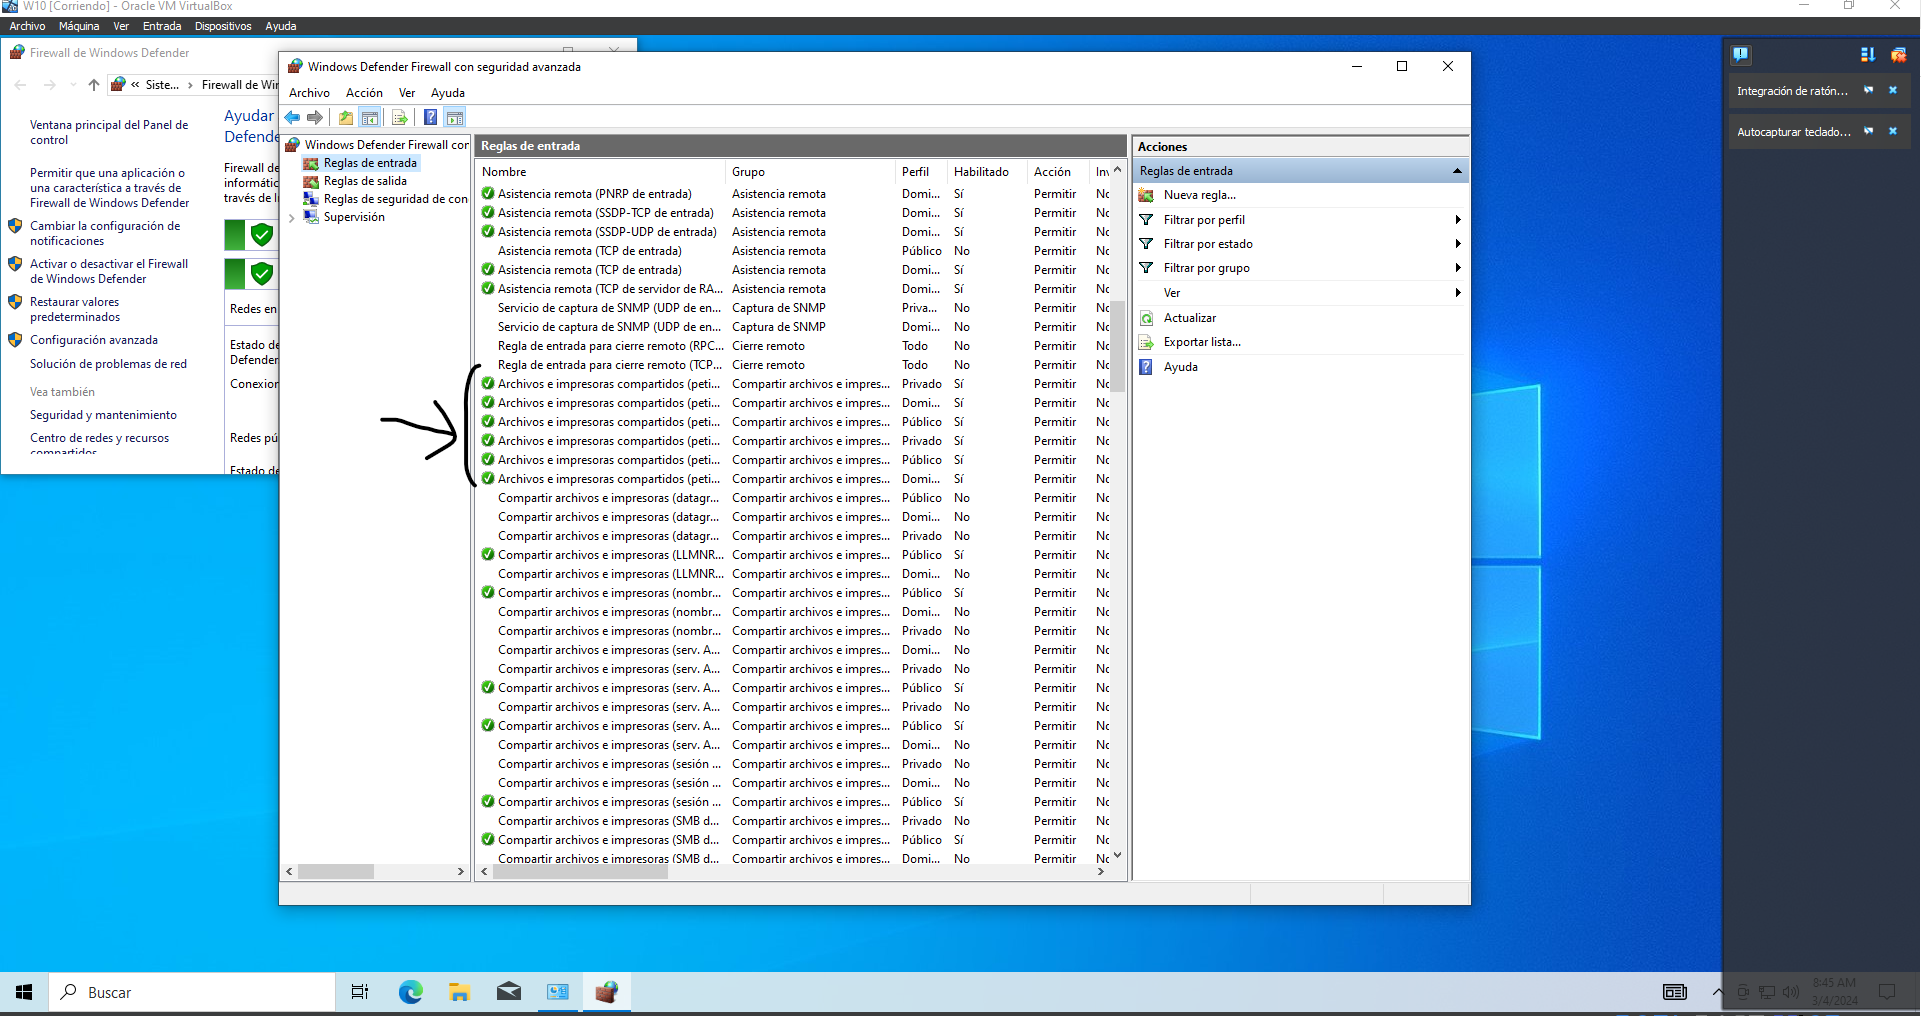 W10 [Corriendo] - Oracle VM VirtualBox
Archivo Máquina Ver Entrada Dispositivos Ayuda
Firewall de Windows Defender
« Siste... › Firewall de Win
Ventana principal del Panel de
control
Permitir que una aplicación o
una característica a través de
Firewall de Windows Defender
Cambiar la configuración de
notificaciones
Activar o desactivar el Firewall
de Windows Defender
Restaurar valores
predeterminados
Configuración avanzada
Solución de problemas de red
Vea también
Seguridad y mantenimiento
Centro de redes y recursos
compartidos
Ayudar
Defende
Firewall de
informátic
través de I
Redes en
Estado de
Defender
Conexion
Redes pú
Estado de
Windows Defender Firewall con seguridad avanzada
Archivo Acción Ver Ayuda
Windows Defender Firewall con
Reglas de entrada
Reglas de salida
Reglas de seguridad de con
Supervisión
Reglas de entrada
Nombre Grupo Perfil Habilitado Acción Inv
Asistencia remota (PNRP de entrada) Asistencia remota Domi... Sí Permitir No
Asistencia remota (SSDP-TCP de entrada) Asistencia remota Domi... Sí Permitir No
Asistencia remota (SSDP-UDP de entrada) Asistencia remota Domi... Sí Permitir No
Asistencia remota (TCP de entrada) Asistencia remota Público No Permitir No
Asistencia remota (TCP de entrada) Asistencia remota Domi... Sí Permitir No
Asistencia remota (TCP de servidor de RA... Asistencia remota Domi... Sí Permitir No
Servicio de captura de SNMP (UDP de en... Captura de SNMP Priva... No Permitir No
Servicio de captura de SNMP (UDP de en... Captura de SNMP Domi... No Permitir No
Regla de entrada para cierre remoto (RPC... Cierre remoto Todo No Permitir No
Regla de entrada para cierre remoto (TCP... Cierre remoto Todo No Permitir No
Archivos e impresoras compartidos (peti... Compartir archivos e impres... Privado Sí Permitir No
Archivos e impresoras compartidos (peti... Compartir archivos e impres... Domi... Sí Permitir No
Archivos e impresoras compartidos (peti... Compartir archivos e impres... Público Sí Permitir No
Archivos e impresoras compartidos (peti... Compartir archivos e impres... Privado Sí Permitir No
Archivos e impresoras compartidos (peti... Compartir archivos e impres... Público Sí Permitir No
Archivos e impresoras compartidos (peti... Compartir archivos e impres... Domi... Sí Permitir No
Compartir archivos e impresoras (datagr... Compartir archivos e impres... Público No Permitir No
Compartir archivos e impresoras (datagr... Compartir archivos e impres... Domi... No Permitir No
Compartir archivos e impresoras (datagr... Compartir archivos e impres... Privado No Permitir No
Compartir archivos e impresoras (LLMNR... Compartir archivos e impres... Público Sí Permitir No
Compartir archivos e impresoras (LLMNR... Compartir archivos e impres... Domi... No Permitir No
Compartir archivos e impresoras (nombr... Compartir archivos e impres... Público Sí Permitir No
Compartir archivos e impresoras (nombr... Compartir archivos e impres... Domi... No Permitir No
Compartir archivos e impresoras (nombr... Compartir archivos e impres... Privado No Permitir No
Compartir archivos e impresoras (serv. A... Compartir archivos e impres... Domi... No Permitir No
Compartir archivos e impresoras (serv. A... Compartir archivos e impres... Privado No Permitir No
Compartir archivos e impresoras (serv. A... Compartir archivos e impres... Público Sí Permitir No
Compartir archivos e impresoras (serv. A... Compartir archivos e impres... Privado No Permitir No
Compartir archivos e impresoras (serv. A... Compartir archivos e impres... Público Sí Permitir No
Compartir archivos e impresoras (serv. A... Compartir archivos e impres... Domi... No Permitir No
Compartir archivos e impresoras (sesión ... Compartir archivos e impres... Privado No Permitir No
Compartir archivos e impresoras (sesión ... Compartir archivos e impres... Domi... No Permitir No
Compartir archivos e impresoras (sesión ... Compartir archivos e impres... Público Sí Permitir No
Compartir archivos e impresoras (SMB d... Compartir archivos e impres... Privado No Permitir No
Compartir archivos e impresoras (SMB d... Compartir archivos e impres... Público Sí Permitir No
Compartir archivos e impresoras (SMB d... Compartir archivos e impres... Domi... No Permitir No
Acciones
Reglas de entrada
Nueva regla...
Filtrar por perfil
Filtrar por estado
Filtrar por grupo
Ver
Actualizar
Exportar lista...
Ayuda
Integración de ratón...
Autocapturar teclado...
Buscar
8:45 AM
3/4/2024